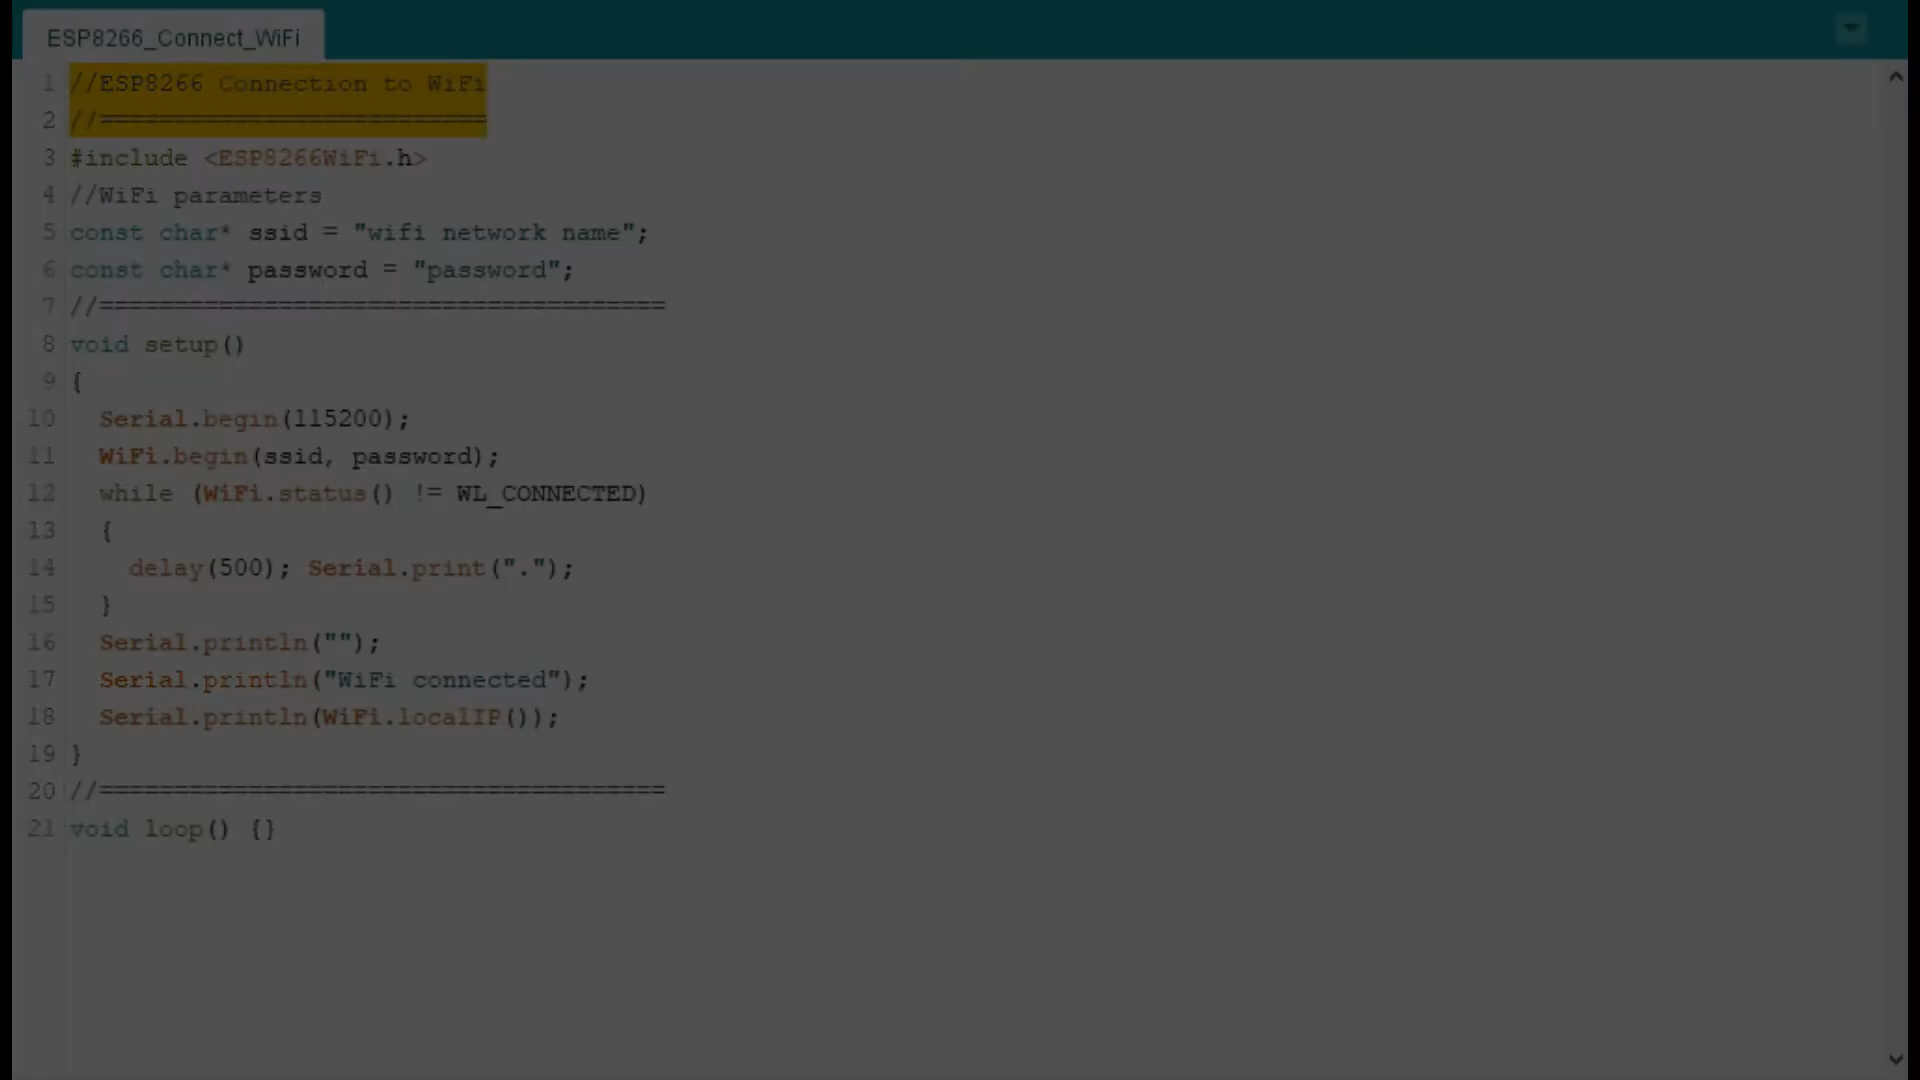 ESP8266_Connect_WiFi
1 //ESP8266 Connection to WiFi
2 //==========================
3 #include <ESP8266WiFi.h>
4 //WiFi parameters
5 const char* ssid = "wifi network name";
6 const char* password = "password";
7 //======================================
8 void setup()
9 {
10   Serial.begin(115200);
11   WiFi.begin(ssid, password);
12   while (WiFi.status() != WL_CONNECTED)
13   {
14     delay(500); Serial.print(".");
15   }
16   Serial.println("");
17   Serial.println("WiFi connected");
18   Serial.println(WiFi.localIP());
19 }
20 //======================================
21 void loop() {}